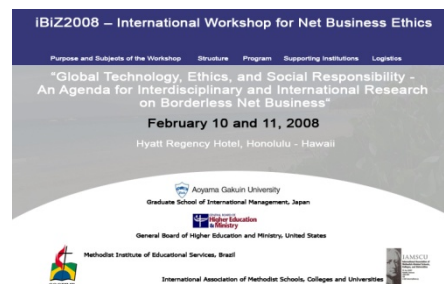 iBiZ2008 – International Workshop for Net Business Ethics
Purpose and Subjects of the Workshop Structure Program Supporting Institutions Logistics
"Global Technology, Ethics, and Social Responsibility -
An Agenda for Interdisciplinary and International Research
on Borderless Net Business"
February 10 and 11, 2008
Hyatt Regency Hotel, Honolulu - Hawaii
Aoyama Gakuin University
Graduate School of International Management, Japan
Higher Education
& Ministry
General Board of Higher Education and Ministry, United States
Methodist Institute of Educational Services, Brazil
IAMSCU
International Association of Methodist Schools, Colleges and Universities